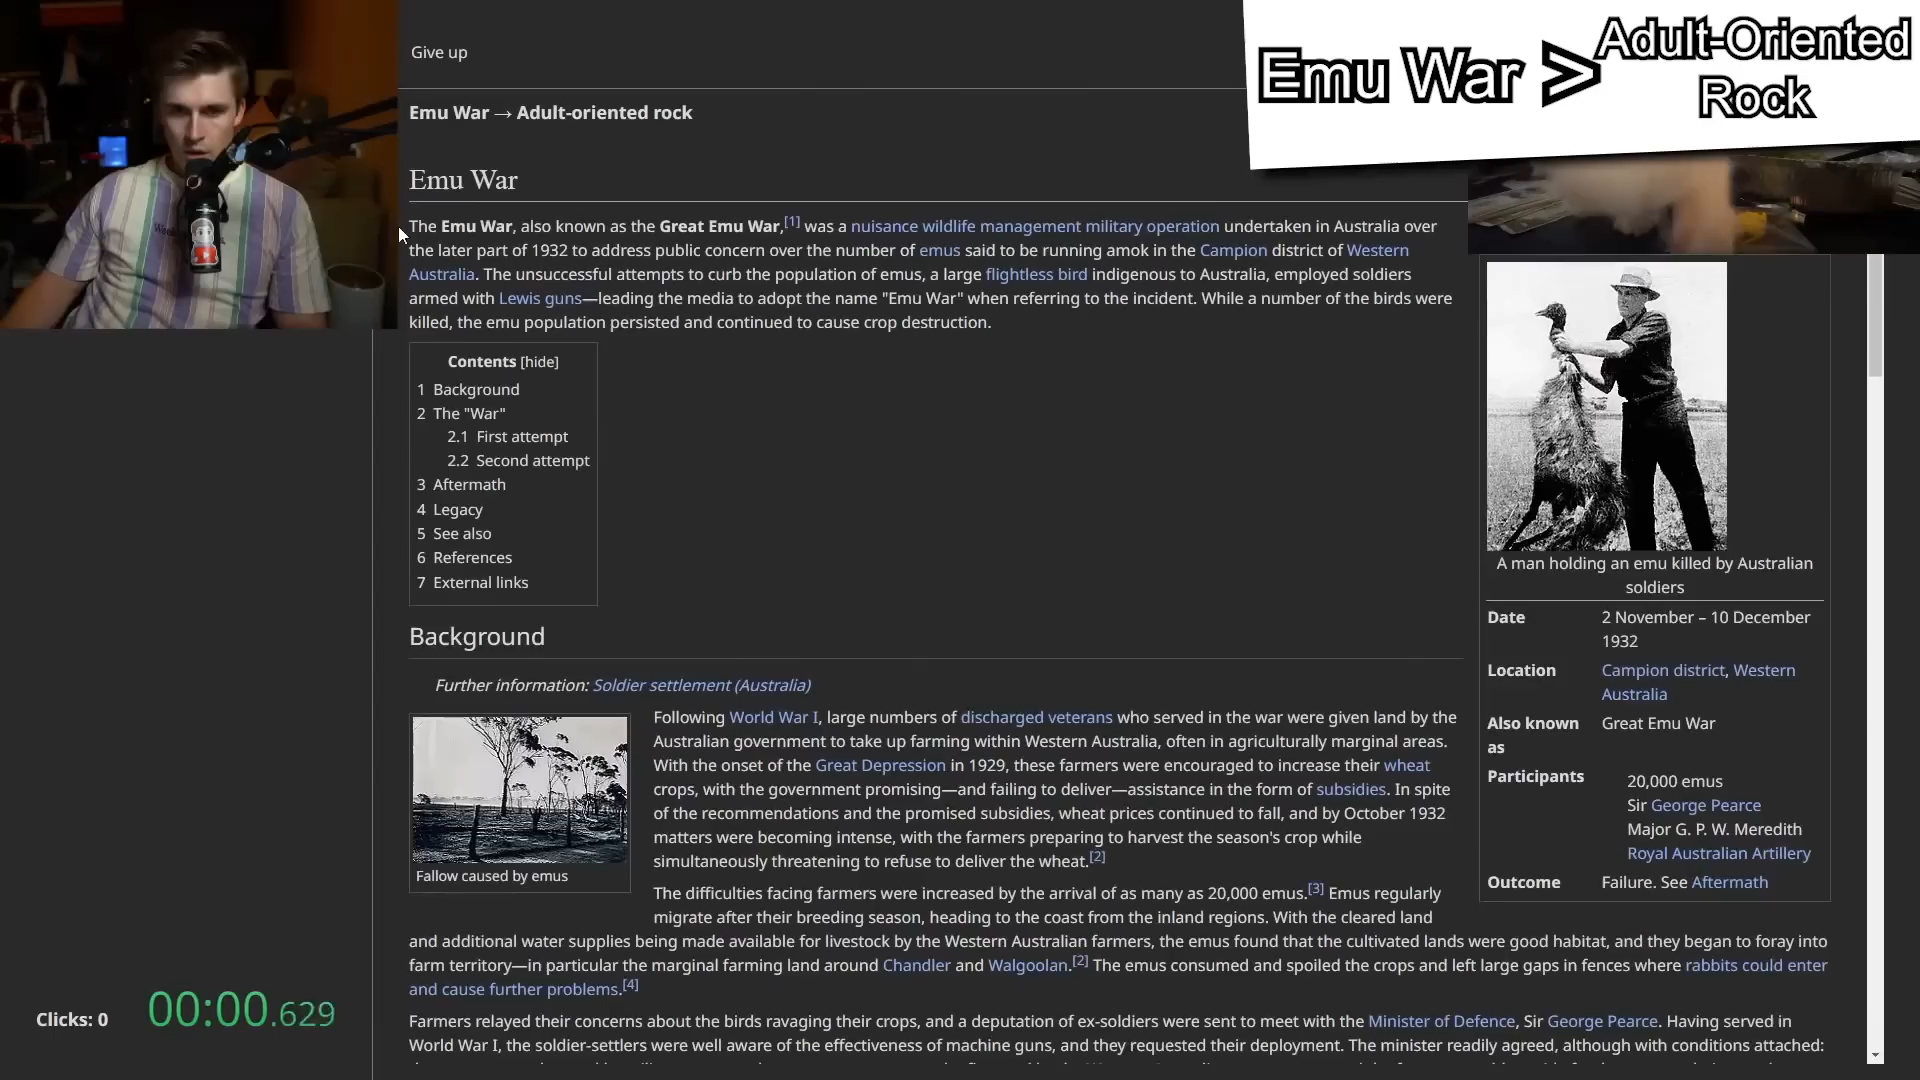 Give up
Emu War > Adult-Oriented
Rock
Emu War → Adult-oriented rock
Emu War
The Emu War, also known as the Great Emu War,[1] was a nuisance wildlife management military operation undertaken in Australia over
the later part of 1932 to address public concern over the number of emus said to be running amok in the Campion district of Western
Australia. The unsuccessful attempts to curb the population of emus, a large flightless bird indigenous to Australia, employed soldiers
armed with Lewis guns—leading the media to adopt the name "Emu War" when referring to the incident. While a number of the birds were
killed, the emu population persisted and continued to cause crop destruction.
Contents [hide]
1 Background
2 The "War"
2.1 First attempt
2.2 Second attempt
3 Aftermath
4 Legacy
5 See also
6 References
7 External links
A man holding an emu killed by Australian
soldiers
Date 2 November – 10 December
1932
Location Campion district, Western
Australia
Also known Great Emu War
as
Participants 20,000 emus
Sir George Pearce
Major G. P. W. Meredith
Royal Australian Artillery
Outcome Failure. See Aftermath
Background
Further information: Soldier settlement (Australia)
Fallow caused by emus
Following World War I, large numbers of discharged veterans who served in the war were given land by the
Australian government to take up farming within Western Australia, often in agriculturally marginal areas.
With the onset of the Great Depression in 1929, these farmers were encouraged to increase their wheat
crops, with the government promising—and failing to deliver—assistance in the form of subsidies. In spite
of the recommendations and the promised subsidies, wheat prices continued to fall, and by October 1932
matters were becoming intense, with the farmers preparing to harvest the season's crop while
simultaneously threatening to refuse to deliver the wheat.[2]
The difficulties facing farmers were increased by the arrival of as many as 20,000 emus.[3] Emus regularly
migrate after their breeding season, heading to the coast from the inland regions. With the cleared land
and additional water supplies being made available for livestock by the Western Australian farmers, the emus found that the cultivated lands were good habitat, and they began to foray into
farm territory—in particular the marginal farming land around Chandler and Walgoolan.[2] The emus consumed and spoiled the crops and left large gaps in fences where rabbits could enter
and cause further problems.[4]
Farmers relayed their concerns about the birds ravaging their crops, and a deputation of ex-soldiers were sent to meet with the Minister of Defence, Sir George Pearce. Having served in
World War I, the soldier-settlers were well aware of the effectiveness of machine guns, and they requested their deployment. The minister readily agreed, although with conditions attached:
Clicks: 0 00:00.629